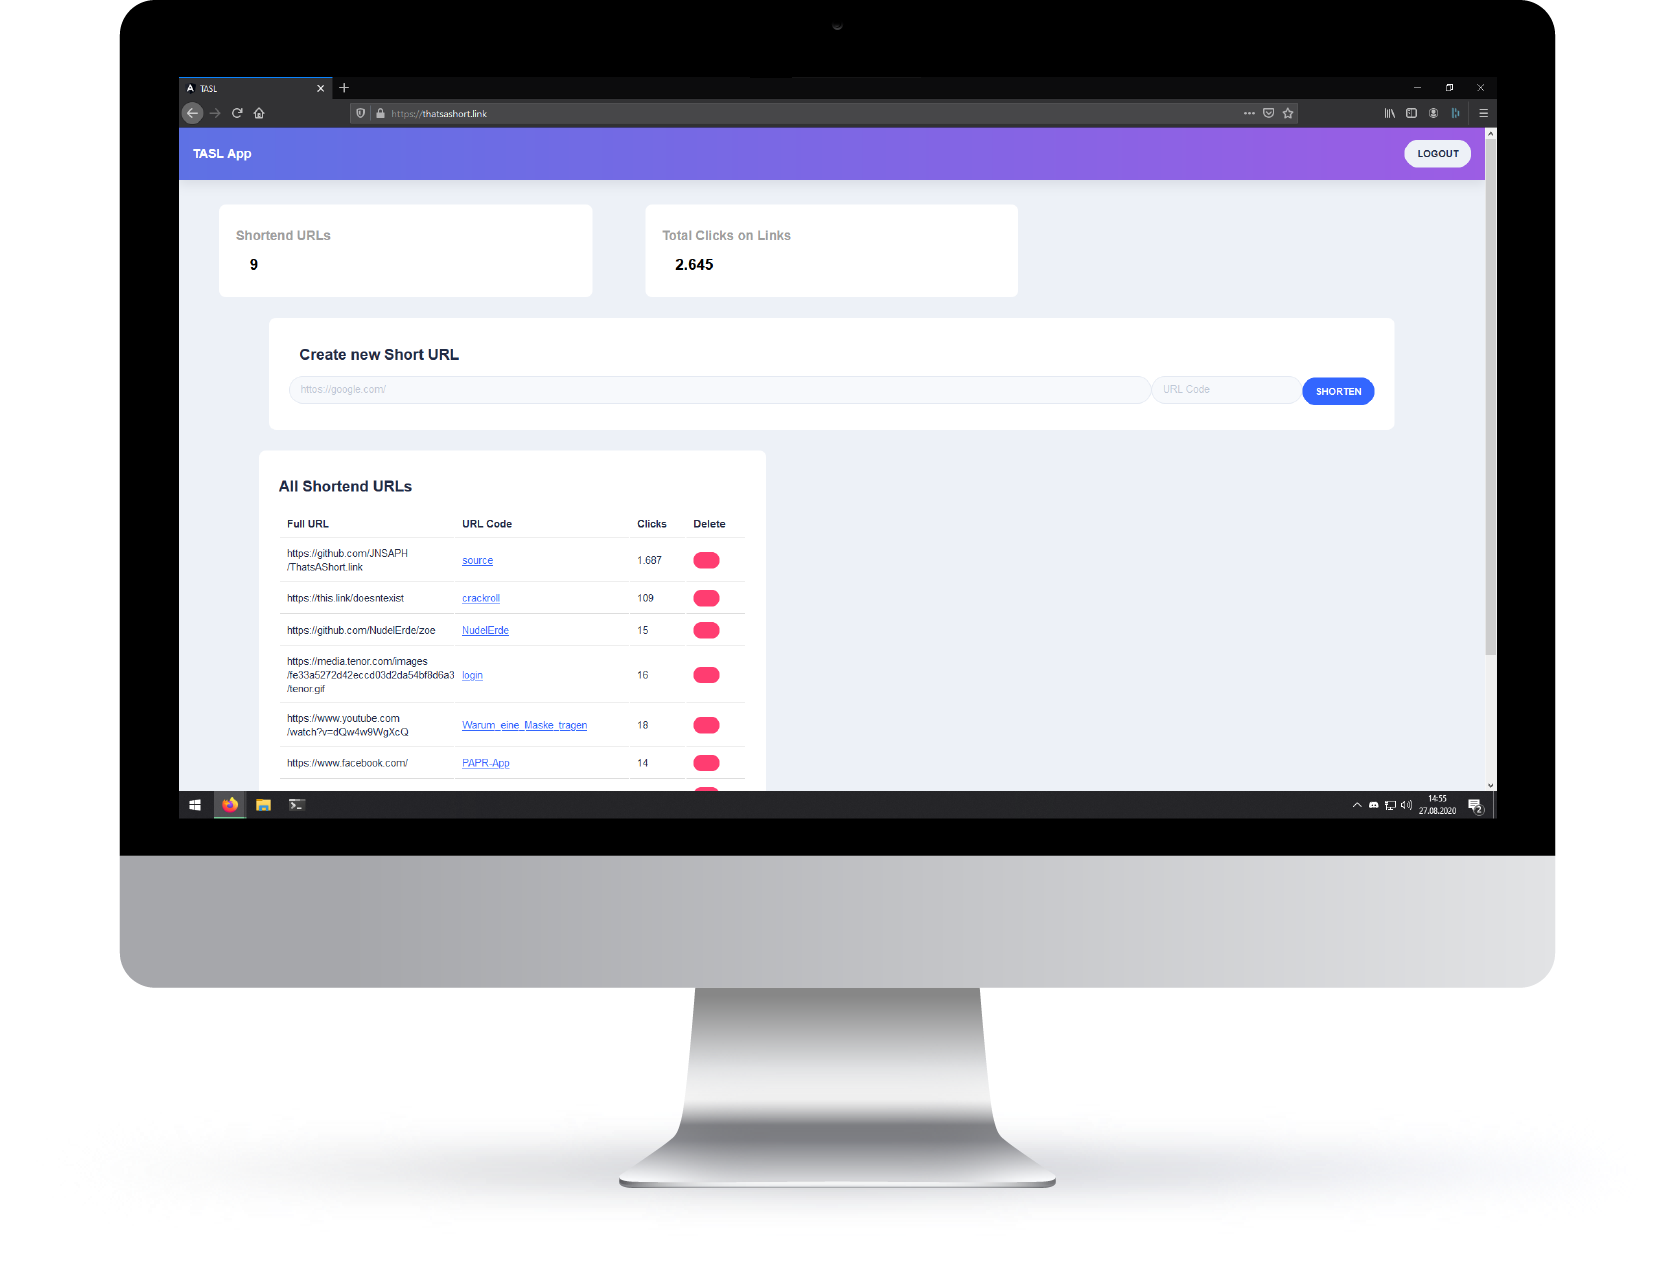 TASL
https://thatsashort.link
TASL App
LOGOUT
Shortend URLs
9
Total Clicks on Links
2.645
Create new Short URL
https://google.com/
URL Code
SHORTEN
All Shortend URLs
Full URL URL Code Clicks Delete
https://github.com/JNSAPH
/ThatsAShort.link
source 1.687
https://this.link/doesntexist crackroll 109
https://github.com/NudelErde/zoe NudelErde 15
https://media.tenor.com/images
/fe33a5272d42eccd03d2da54bf8d6a3
/tenor.gif
login 16
https://www.youtube.com
/watch?v=dQw4w9WgXcQ
Warum_eine_Maske_tragen 18
https://www.facebook.com/ PAPR-App 14
14:55
27.08.2020
2